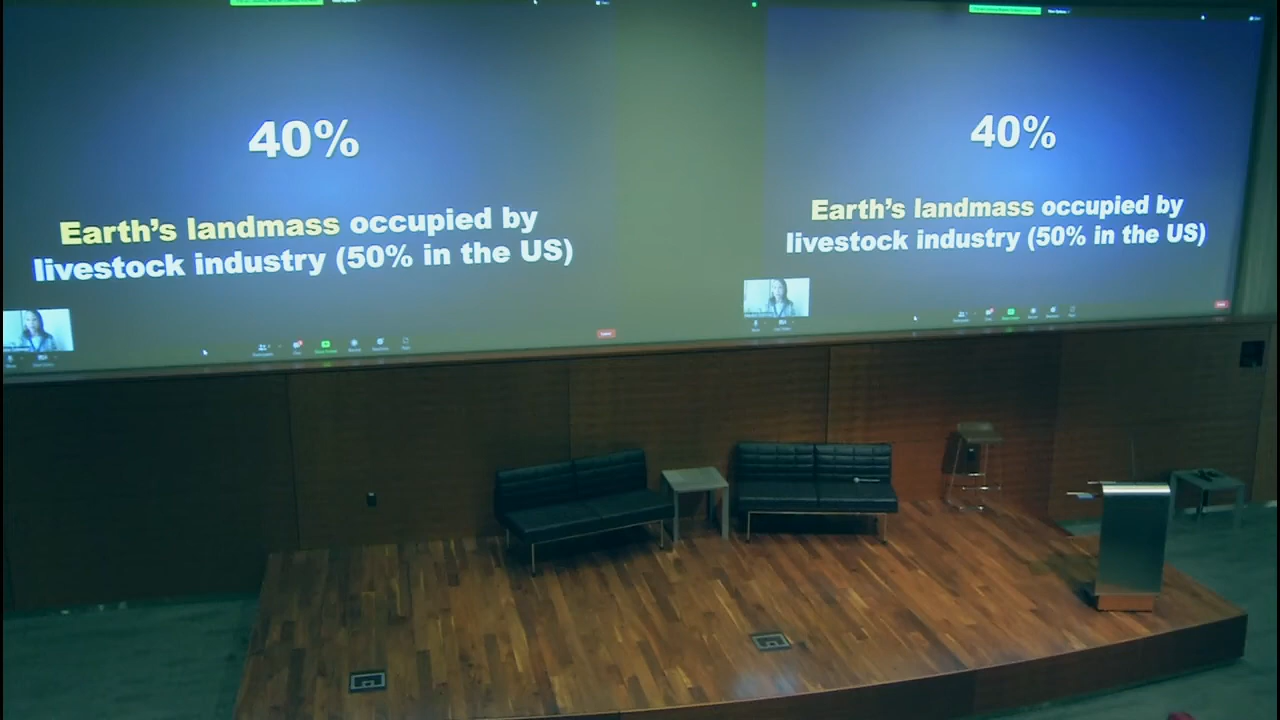 40%
Earth's landmass occupied by
livestock industry (50% in the US)
40%
Earth's landmass occupied by
livestock industry (50% in the US)